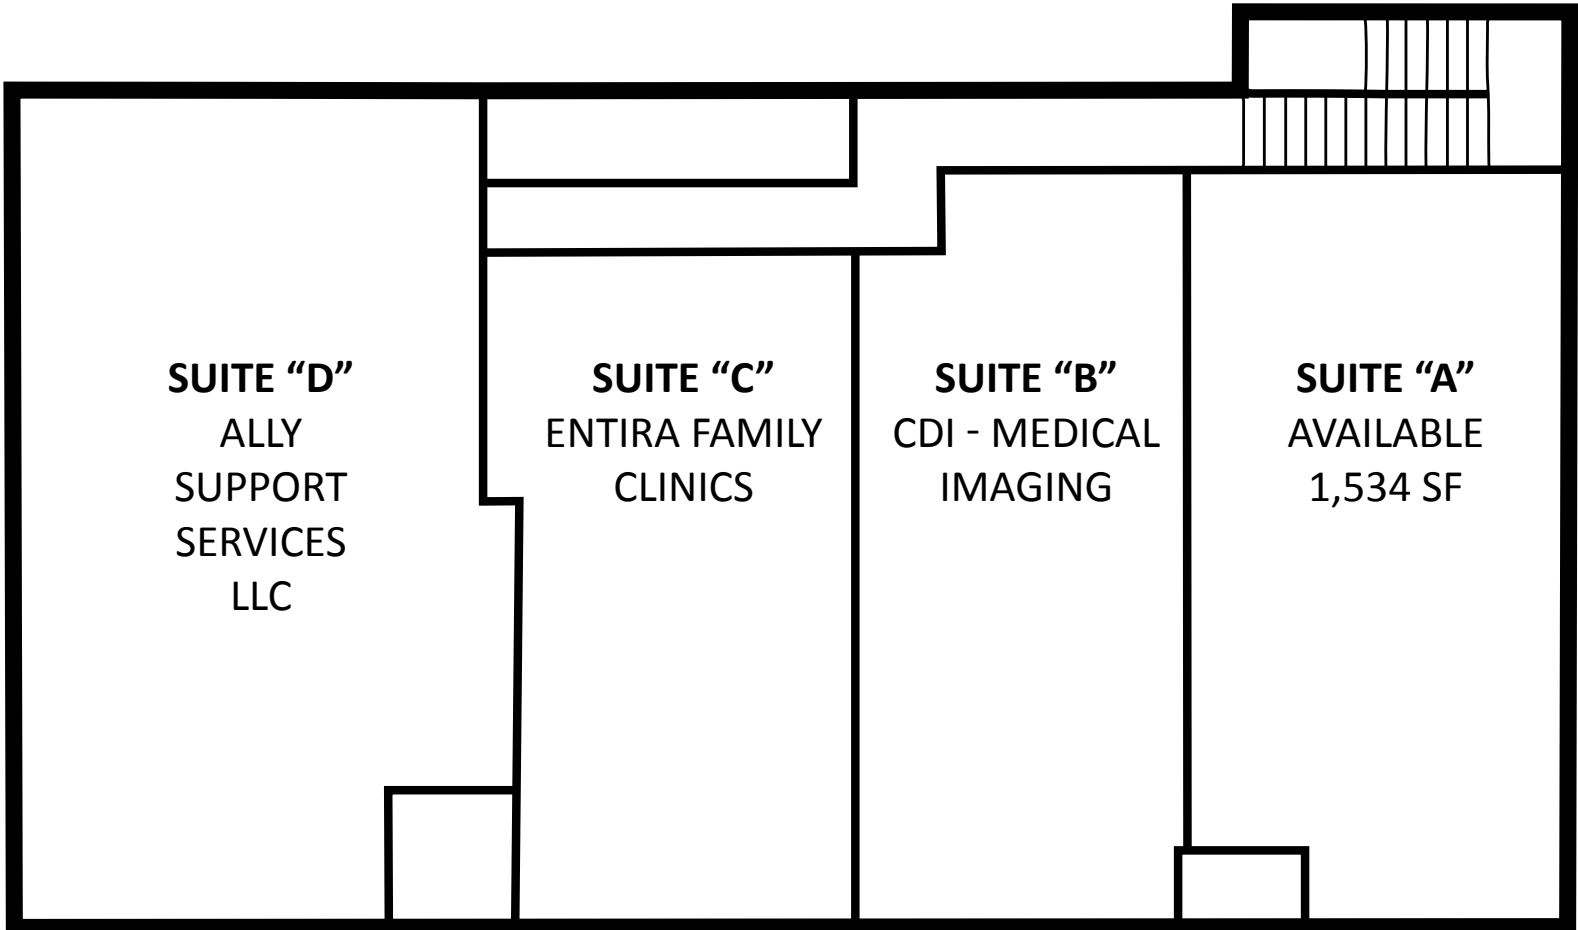 SUITE “D”
ALLY
SUPPORT
SERVICES
LLC
SUITE “C”
ENTIRA FAMILY
CLINICS
SUITE “B”
CDI - MEDICAL
IMAGING
SUITE “A”
AVAILABLE
1,534 SF